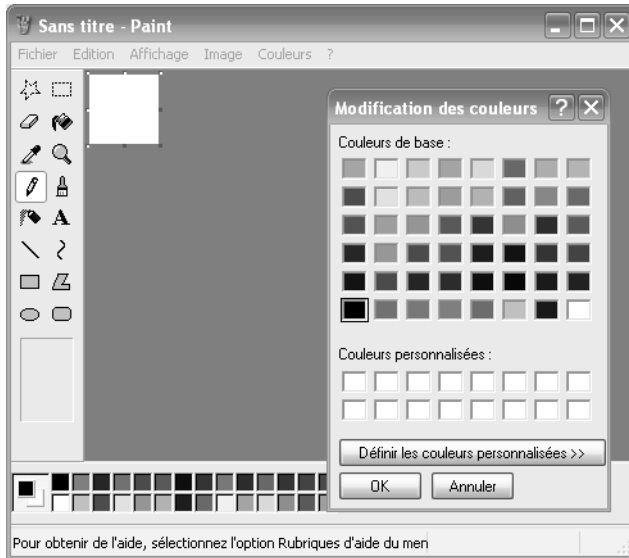 Sans titre - Paint
Fichier Edition Affichage Image Couleurs ?
Modification des couleurs
Couleurs de base :
A
Couleurs personnalisées :
Définir les couleurs personnalisées >>
OK Annuler
Pour obtenir de l'aide, sélectionnez l'option Rubriques d'aide du men